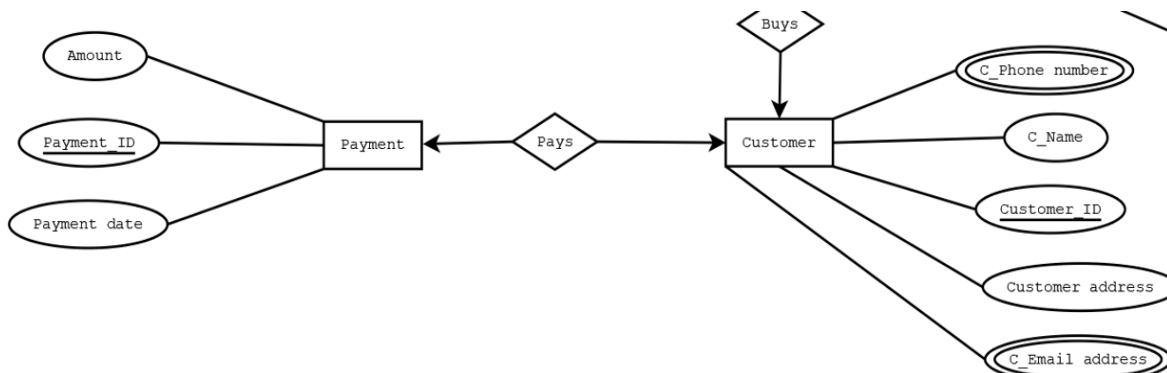 Buys
Amount
C_Phone number
Payment_ID
Payment
Pays
Customer
C_Name
Payment date
Customer_ID
Customer address
C_Email address